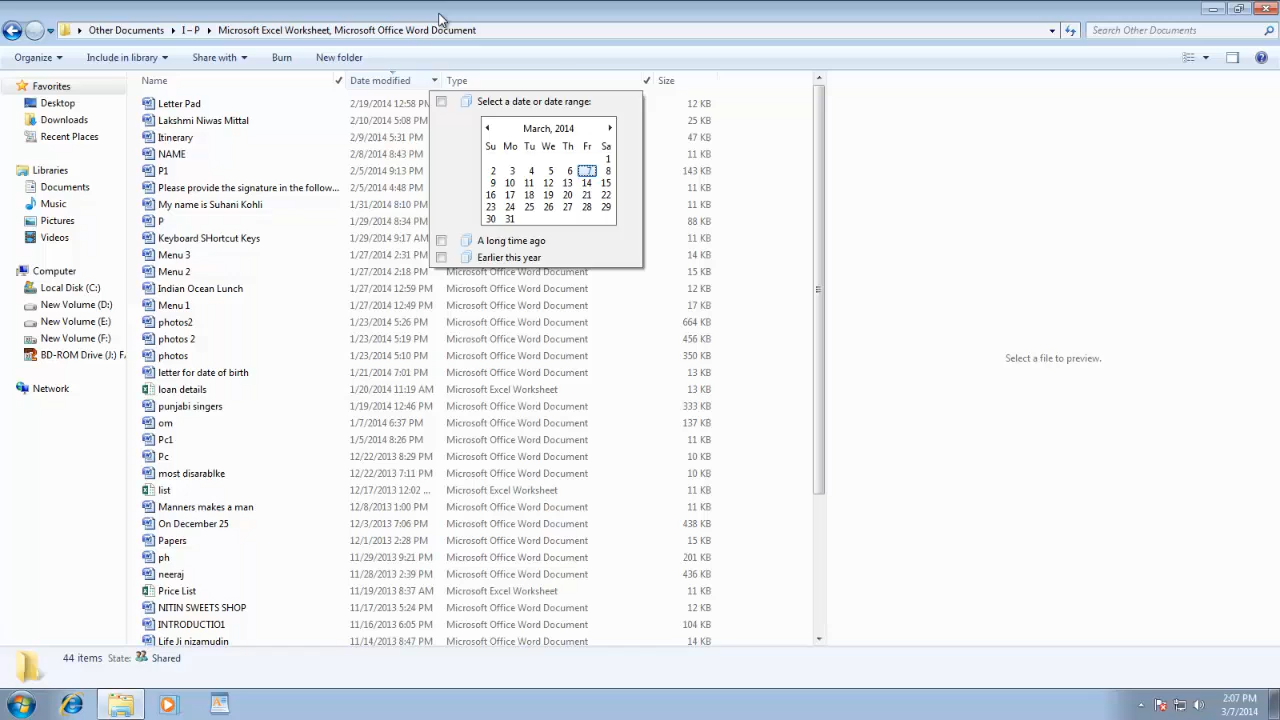 Other Documents ▸ I – P ▸ Microsoft Excel Worksheet, Microsoft Office Word Document
Search Other Documents
Organize Include in library Share with Burn New folder
Name Date modified Type Size
Favorites
Desktop
Downloads
Recent Places
Libraries
Documents
Music
Pictures
Videos
Computer
Local Disk (C:)
New Volume (D:)
New Volume (E:)
New Volume (F:)
BD-ROM Drive (J:) F
Network
Letter Pad 2/19/2014 12:58 PM 12 KB
Lakshmi Niwas Mittal 2/10/2014 5:08 PM 25 KB
Itinerary 2/9/2014 5:31 PM 47 KB
NAME 2/8/2014 8:43 PM 11 KB
P1 2/5/2014 9:13 PM 143 KB
Please provide the signature in the follow... 2/5/2014 4:48 PM 11 KB
My name is Suhani Kohli 1/31/2014 8:10 PM 11 KB
P 1/29/2014 8:34 PM 88 KB
Keyboard SHortcut Keys 1/29/2014 9:17 AM 11 KB
Menu 3 1/27/2014 2:31 PM 14 KB
Menu 2 1/27/2014 2:18 PM Microsoft Office Word Document 15 KB
Indian Ocean Lunch 1/27/2014 12:59 PM Microsoft Office Word Document 12 KB
Menu 1 1/27/2014 12:49 PM Microsoft Office Word Document 17 KB
photos2 1/23/2014 5:26 PM Microsoft Office Word Document 664 KB
photos 2 1/23/2014 5:19 PM Microsoft Office Word Document 456 KB
photos 1/23/2014 5:10 PM Microsoft Office Word Document 350 KB
letter for date of birth 1/21/2014 7:01 PM Microsoft Office Word Document 13 KB
loan details 1/20/2014 11:19 AM Microsoft Excel Worksheet 13 KB
punjabi singers 1/19/2014 12:46 PM Microsoft Office Word Document 333 KB
om 1/7/2014 6:37 PM Microsoft Office Word Document 137 KB
Pc1 1/5/2014 8:26 PM Microsoft Office Word Document 11 KB
Pc 12/22/2013 8:29 PM Microsoft Office Word Document 10 KB
most disarablke 12/22/2013 7:11 PM Microsoft Office Word Document 10 KB
list 12/17/2013 12:02 ... Microsoft Excel Worksheet 11 KB
Manners makes a man 12/8/2013 1:00 PM Microsoft Office Word Document 11 KB
On December 25 12/3/2013 7:06 PM Microsoft Office Word Document 438 KB
Papers 12/1/2013 2:28 PM Microsoft Office Word Document 15 KB
ph 11/29/2013 9:21 PM Microsoft Office Word Document 201 KB
neeraj 11/28/2013 2:39 PM Microsoft Office Word Document 436 KB
Price List 11/19/2013 8:37 AM Microsoft Excel Worksheet 11 KB
NITIN SWEETS SHOP 11/17/2013 5:24 PM Microsoft Office Word Document 12 KB
INTRODUCTIO1 11/16/2013 6:05 PM Microsoft Office Word Document 104 KB
Life Ji nizamudin 11/14/2013 8:47 PM Microsoft Office Word Document 14 KB
Select a date or date range:
March, 2014
Su Mo Tu We Th Fr Sa
1
2 3 4 5 6 7 8
9 10 11 12 13 14 15
16 17 18 19 20 21 22
23 24 25 26 27 28 29
30 31
A long time ago
Earlier this year
Select a file to preview.
44 items State: Shared
2:07 PM
3/7/2014